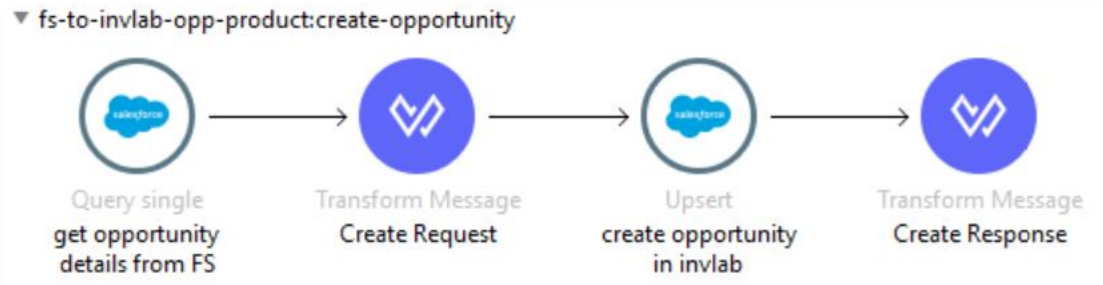 fs-to-invlab-opp-product:create-opportunity
salesforce
salesforce
Query single
Transform Message
Upsert
Transform Message
get opportunity
details from FS
Create Request
create opportunity
in invlab
Create Response